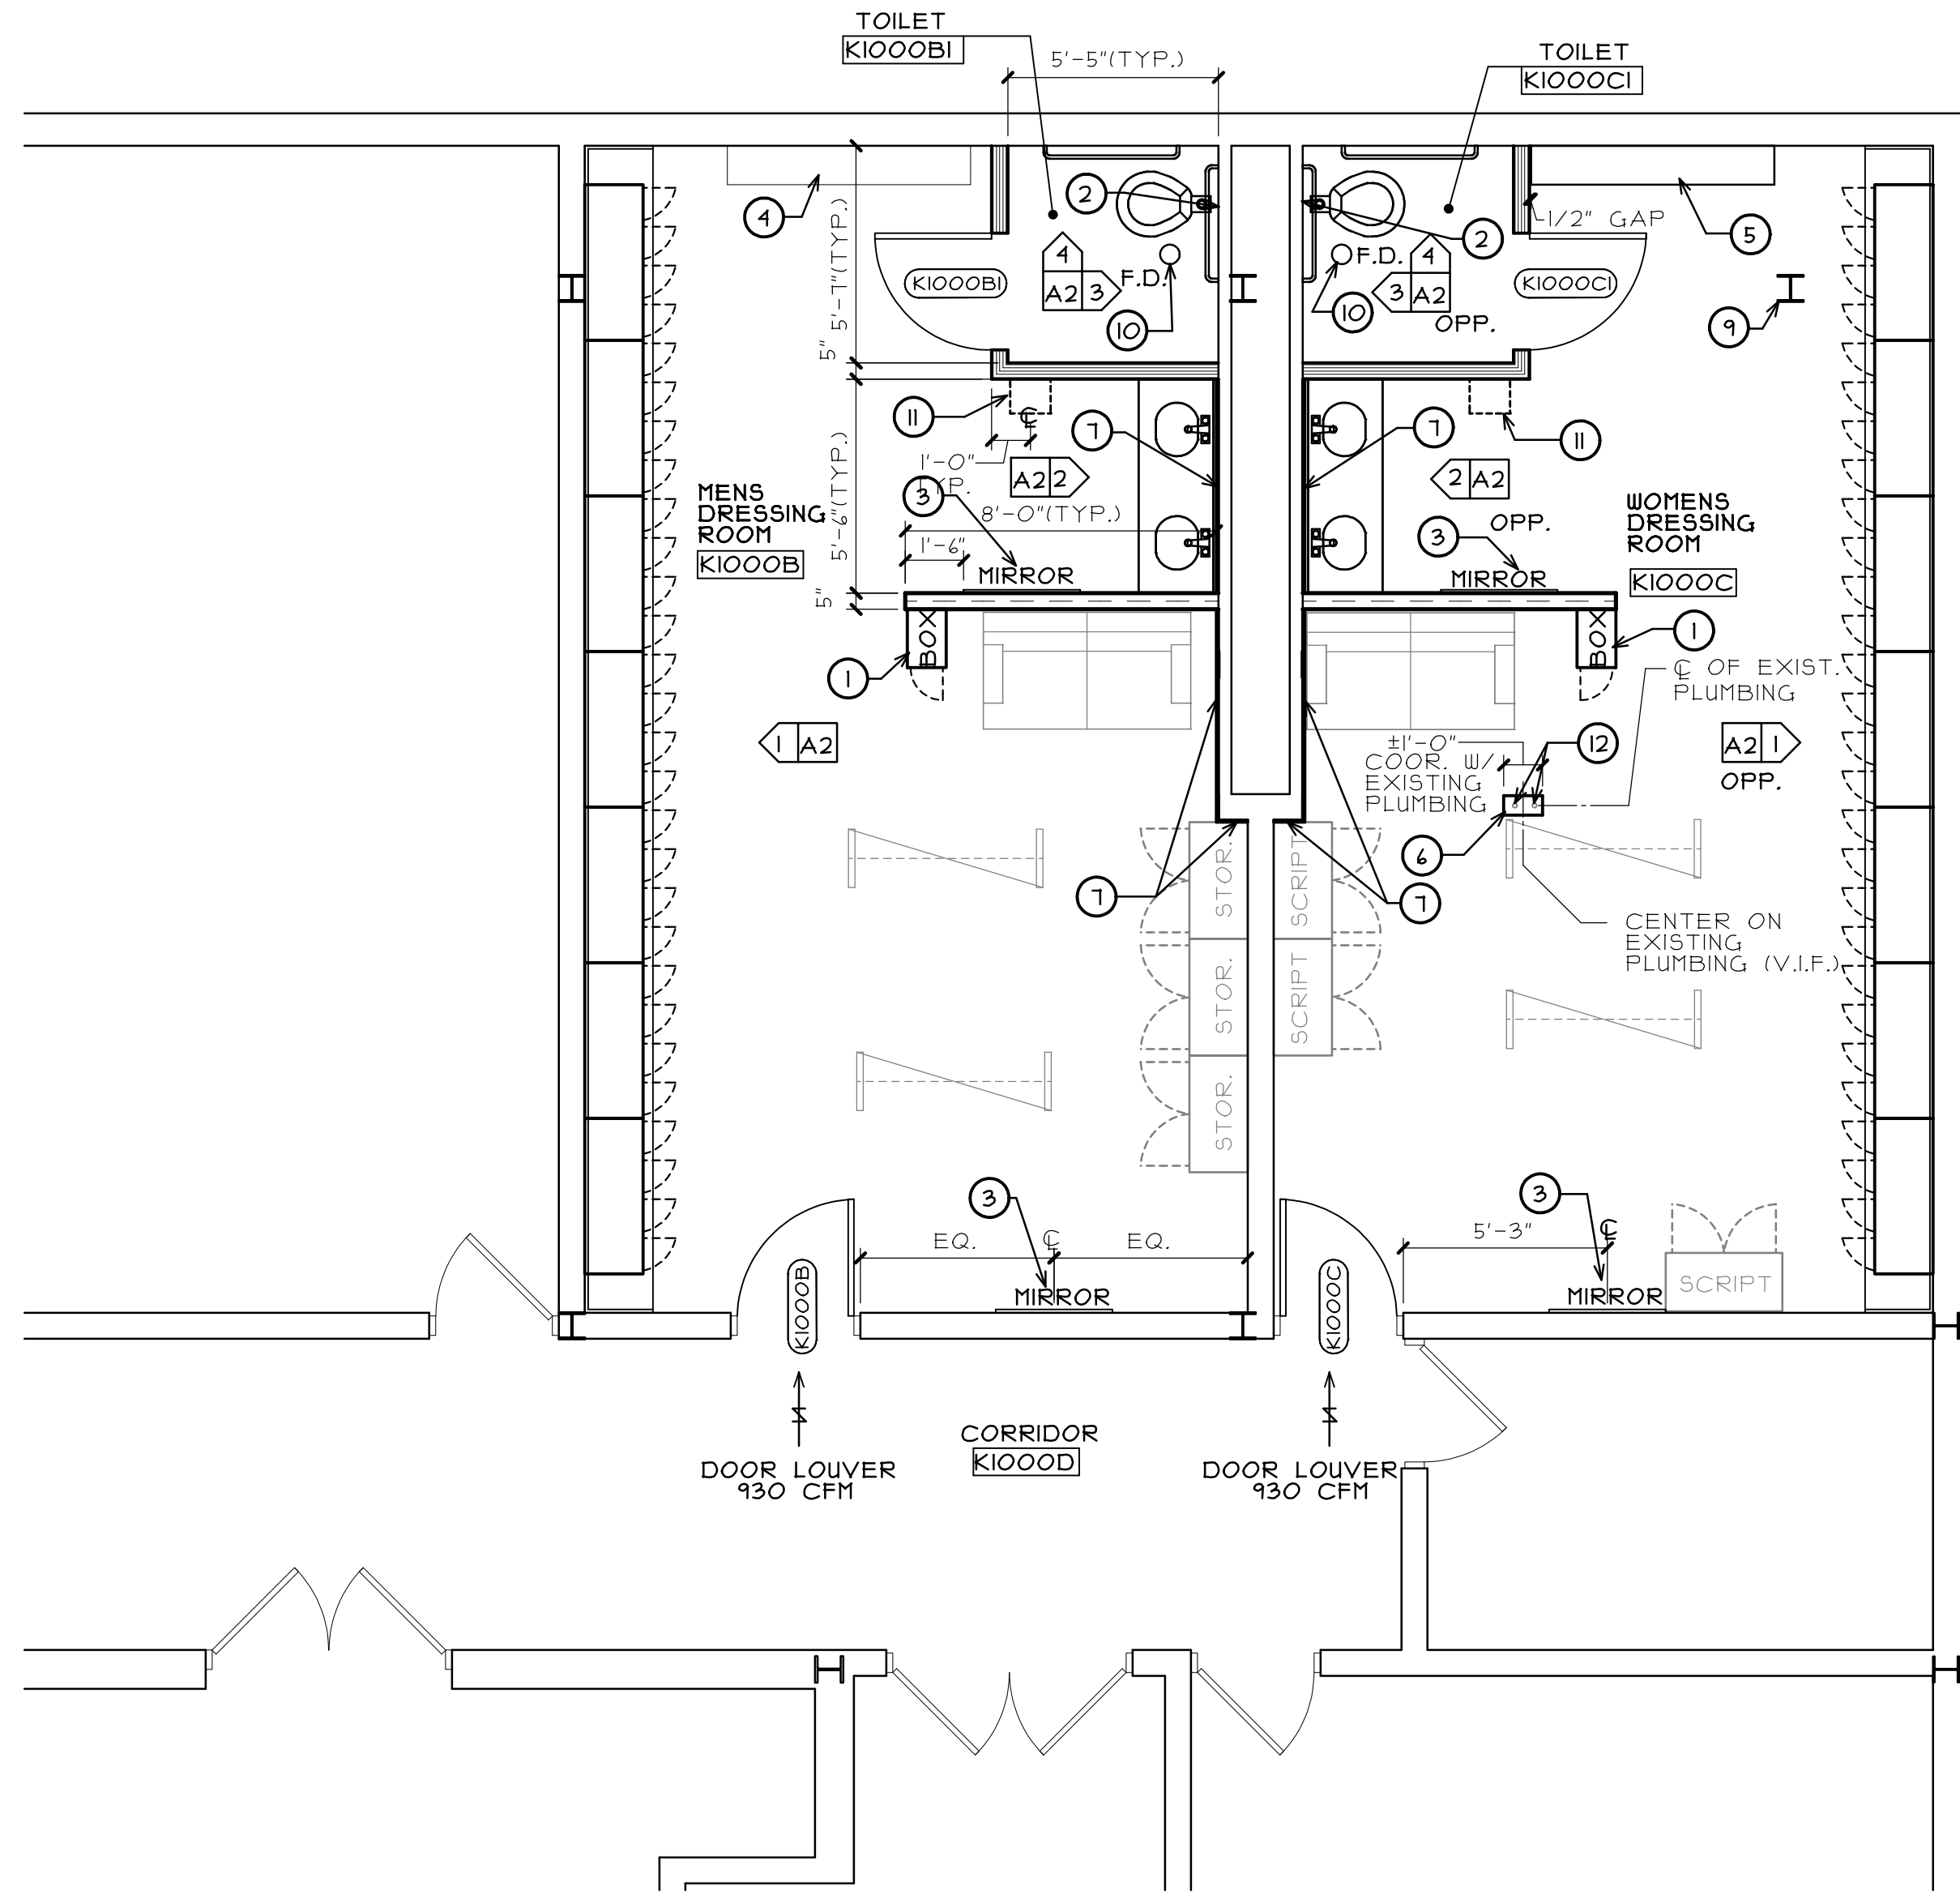 TOILET
K1000B1
5'-5"(TYP.)
TOILET
K1000C1
2
4
5'-7"(TYP.)
5"
K1000B1
4
A2 3
F.D.
10
F.D.
10
4
3 A2
OPP.
2
K1000C1
1/2" GAP
5
9
11
℄
1'-0"
TYP.
7
A2 2
3
8'-0"(TYP.)
1'-6"
MIRROR
5'-6"(TYP.)
5"
MENS
DRESSING
ROOM
K1000B
7
11
2 A2
OPP.
3
MIRROR
WOMENS
DRESSING
ROOM
K1000C
BOX
1
BOX
1
℄ OF EXIST.
PLUMBING
1 A2
±1'-0"
COOR. W/
EXISTING
PLUMBING
12
A2 1
OPP.
6
7
7
STOR.
STOR.
STOR.
SCRIPT
SCRIPT
CENTER ON
EXISTING
PLUMBING (V.I.F.)
3
EQ.
℄
EQ.
MIRROR
K1000B
K1000C
3
5'-3"
℄
MIRROR
SCRIPT
DOOR LOUVER
930 CFM
CORRIDOR
K1000D
DOOR LOUVER
930 CFM